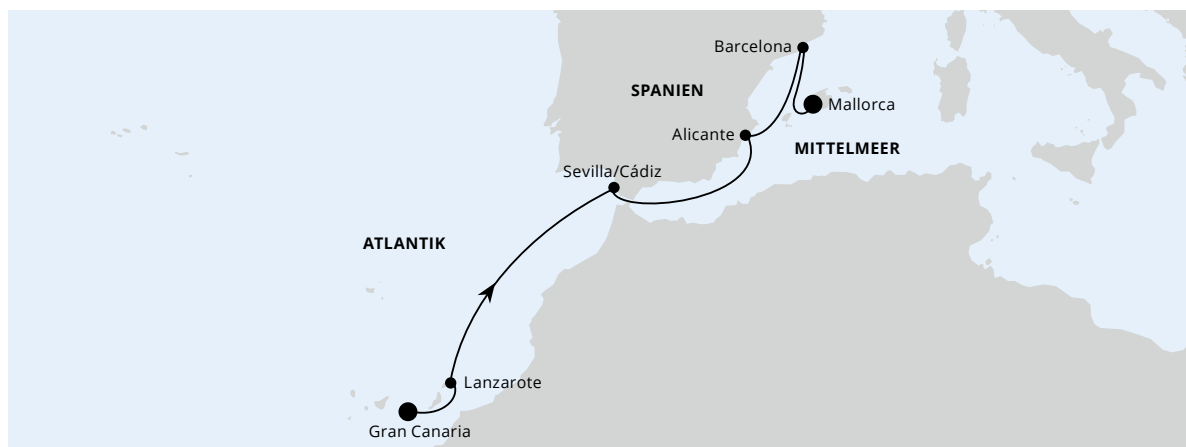 Barcelona
SPANIEN
Mallorca
Alicante
MITTELMEER
Sevilla/Cádiz
ATLANTIK
Lanzarote
Gran Canaria